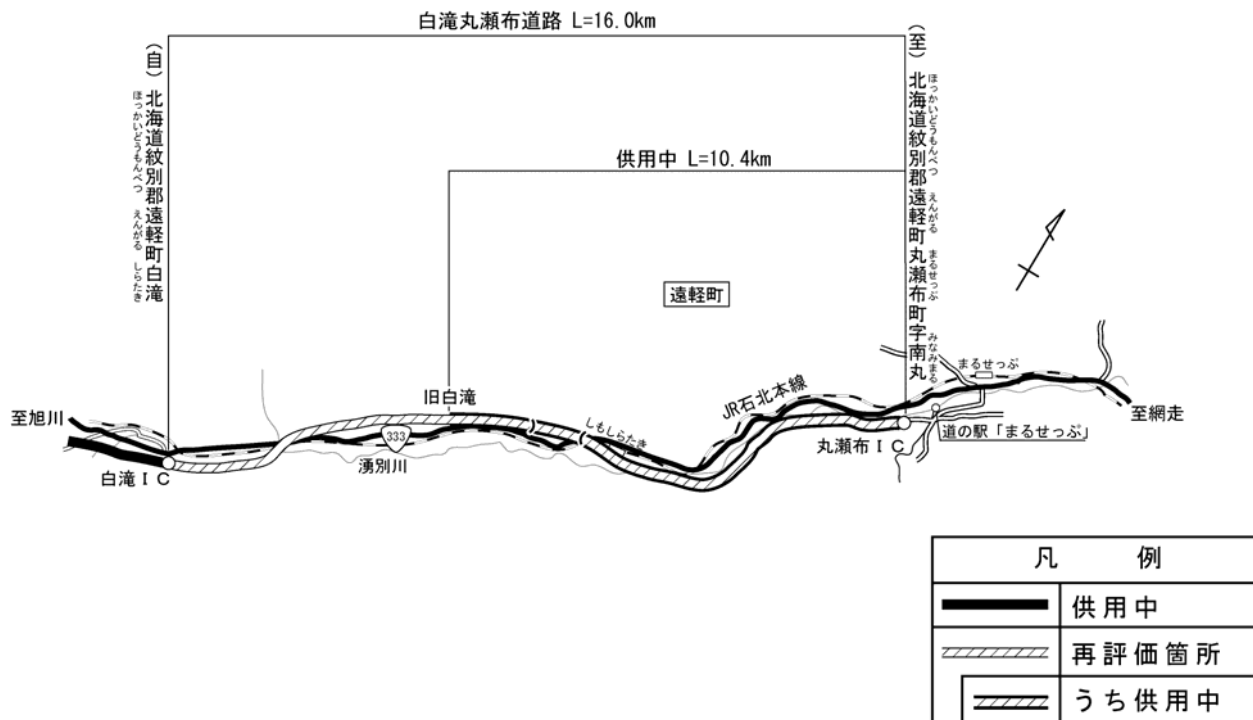 白滝丸瀬布道路 L=16.0km
(自) 北海道紋別郡遠軽町白滝
ほっかいどうもんべつ えんがる しらたき
(至) 北海道紋別郡遠軽町丸瀬布町字南丸
ほっかいどうもんべつ えんがる まるせっぷ みなみまる
供用中 L=10.4km
遠軽町
まるせっぷ
旧白滝
JR石北本線
至旭川
至網走
しもしらたき
333
道の駅「まるせっぷ」
丸瀬布IC
湧別川
白滝IC
凡 例
供用中
再評価箇所
うち供用中